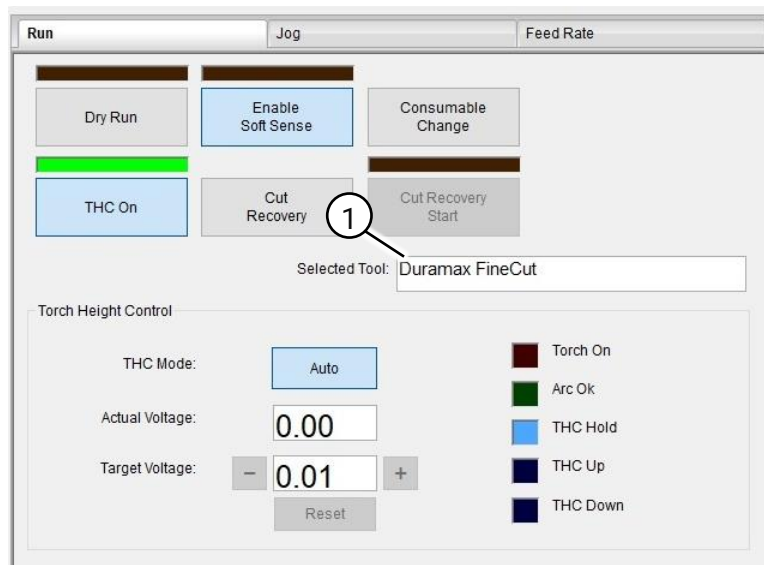 Run
Jog
Feed Rate
Dry Run
Enable
Soft Sense
Consumable
Change
THC On
Cut
Recovery
Cut Recovery
Start
1
Selected Tool: Duramax FineCut
Torch Height Control
THC Mode: Auto
Actual Voltage: 0.00
Target Voltage: - 0.01 +
Reset
Torch On
Arc Ok
THC Hold
THC Up
THC Down